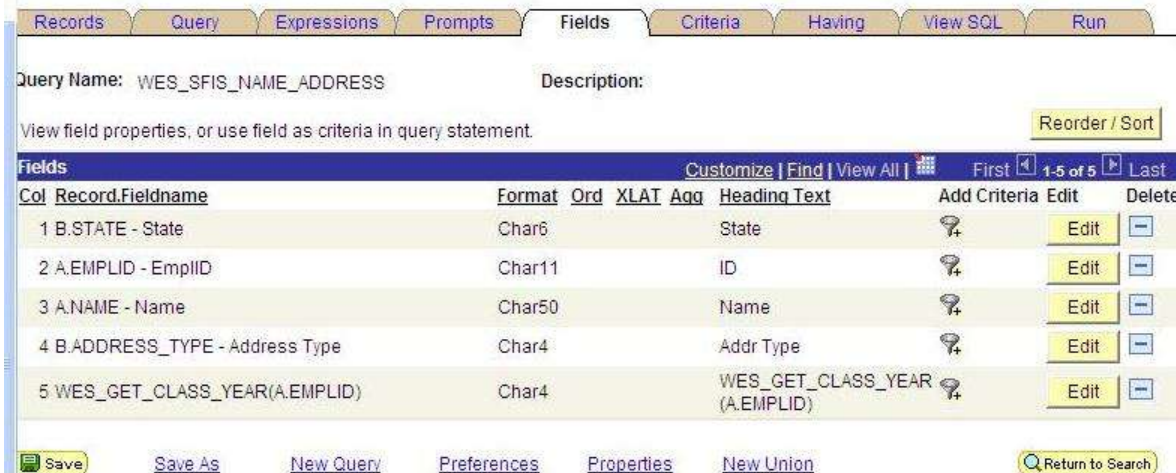 Records Query Expressions Prompts Fields Criteria Having View SQL Run
Query Name: WES_SFIS_NAME_ADDRESS Description:
View field properties, or use field as criteria in query statement.
Reorder / Sort
Fields Customize | Find | View All | First 1-5 of 5 Last
Col Record.Fieldname Format Ord XLAT Agg Heading Text Add Criteria Edit Delete
1 B.STATE - State Char6 State Edit
2 A.EMPLID - EmplID Char11 ID Edit
3 A.NAME - Name Char50 Name Edit
4 B.ADDRESS_TYPE - Address Type Char4 Addr Type Edit
5 WES_GET_CLASS_YEAR(A.EMPLID) Char4 WES_GET_CLASS_YEAR Edit
(A.EMPLID)
Save Save As New Query Preferences Properties New Union Return to Search